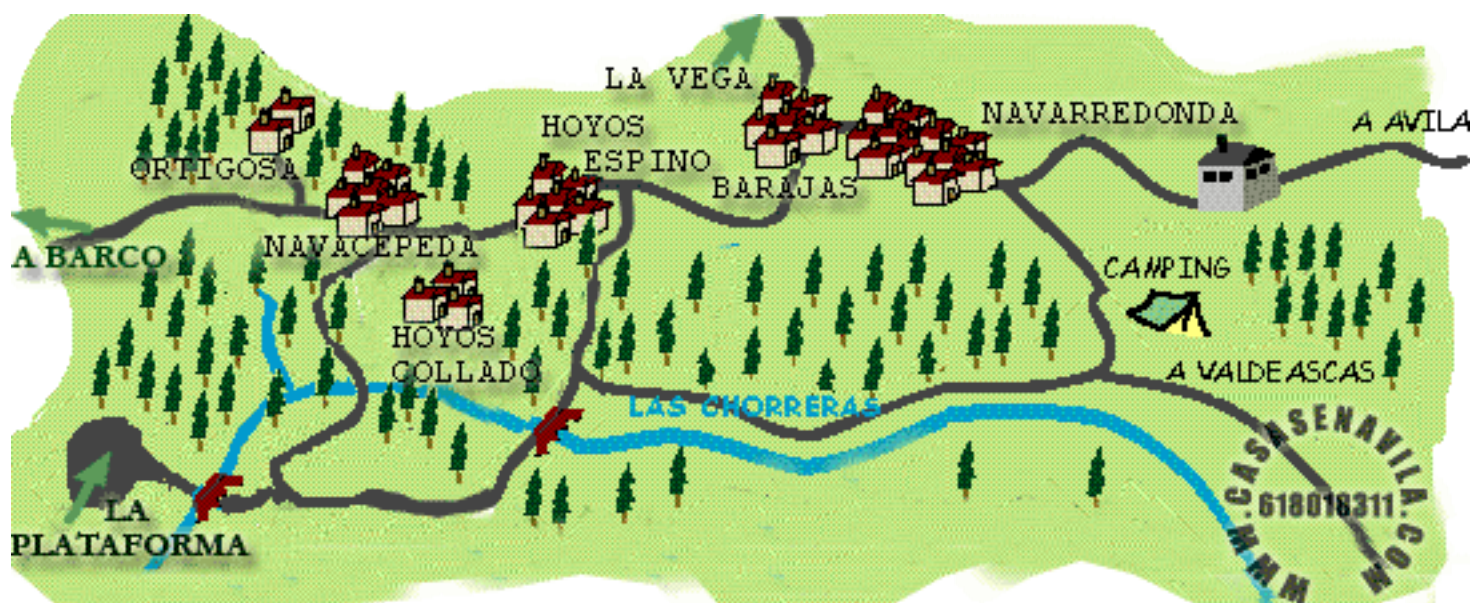 LA VEGA
HOYOS
ESPINO
NAVARREDONDA
A AVILA
ORTIGOSA
BARAJAS
A BARCO
NAVACEPEDA
CAMPING
HOYOS
COLLADO
A VALDEASCAS
LAS CHORRERAS
LA
PLATAFORMA
WWW.CASASENAVILA.COM
618018311